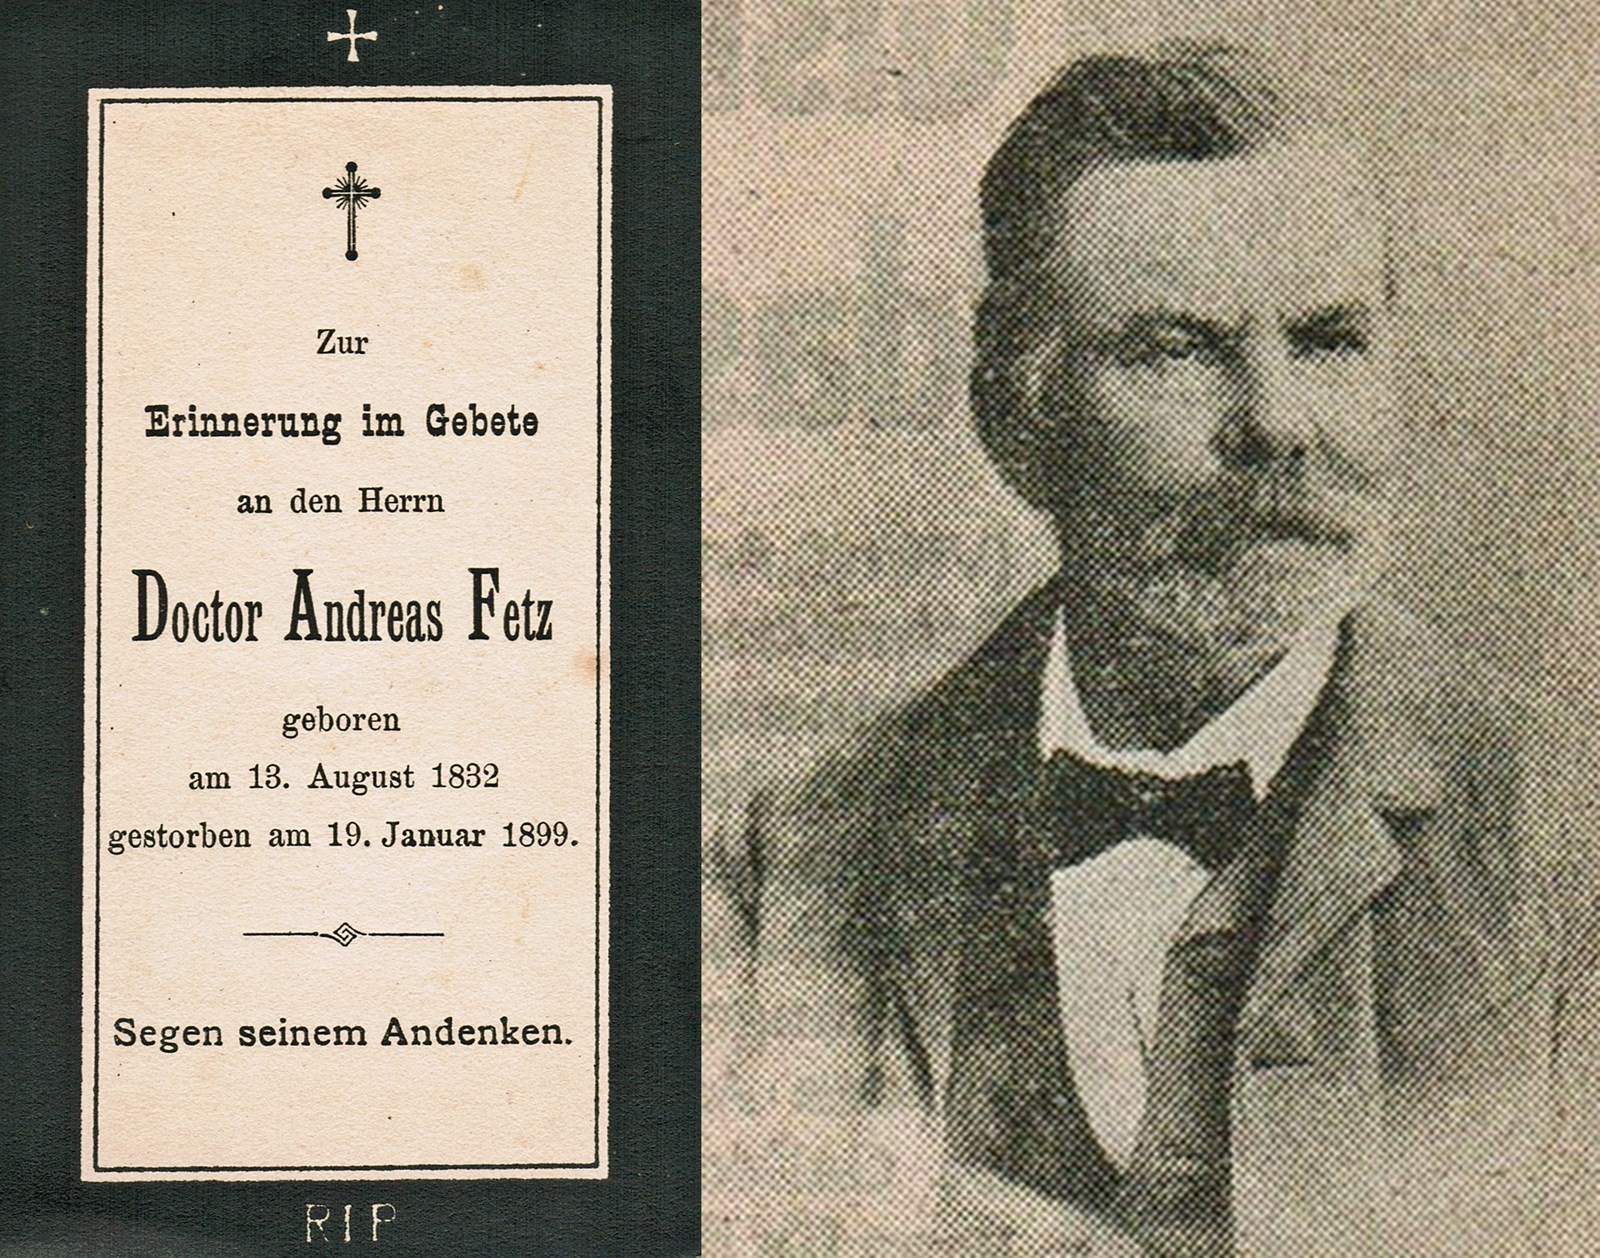 Zur
Erinnerung im Gebete
an den Herrn
Doctor Andreas Fetz
geboren
am 13. August 1832
gestorben am 19. Januar 1899.
Segen seinem Andenken.
RIP